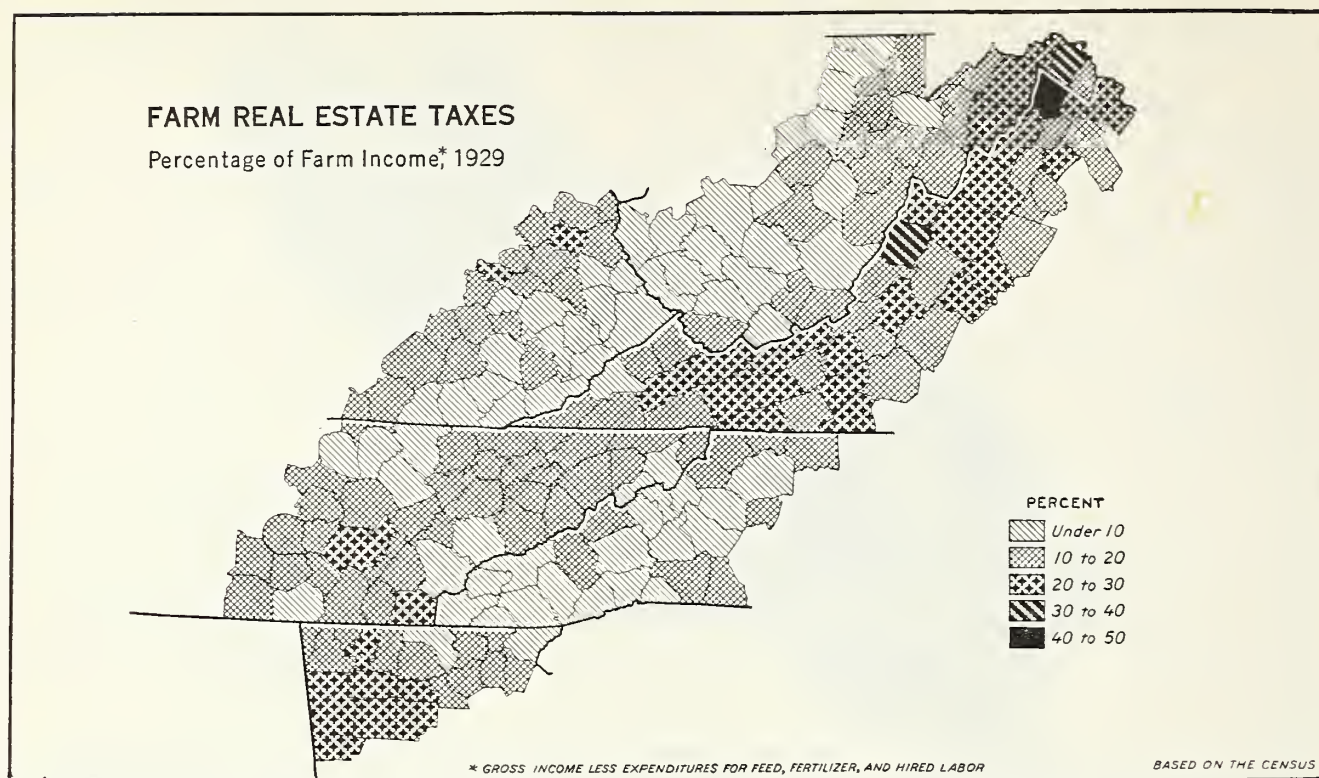 FARM REAL ESTATE TAXES
Percentage of Farm Income,* 1929
PERCENT
Under 10
10 to 20
20 to 30
30 to 40
40 to 50
* GROSS INCOME LESS EXPENDITURES FOR FEED, FERTILIZER, AND HIRED LABOR
BASED ON THE CENSUS